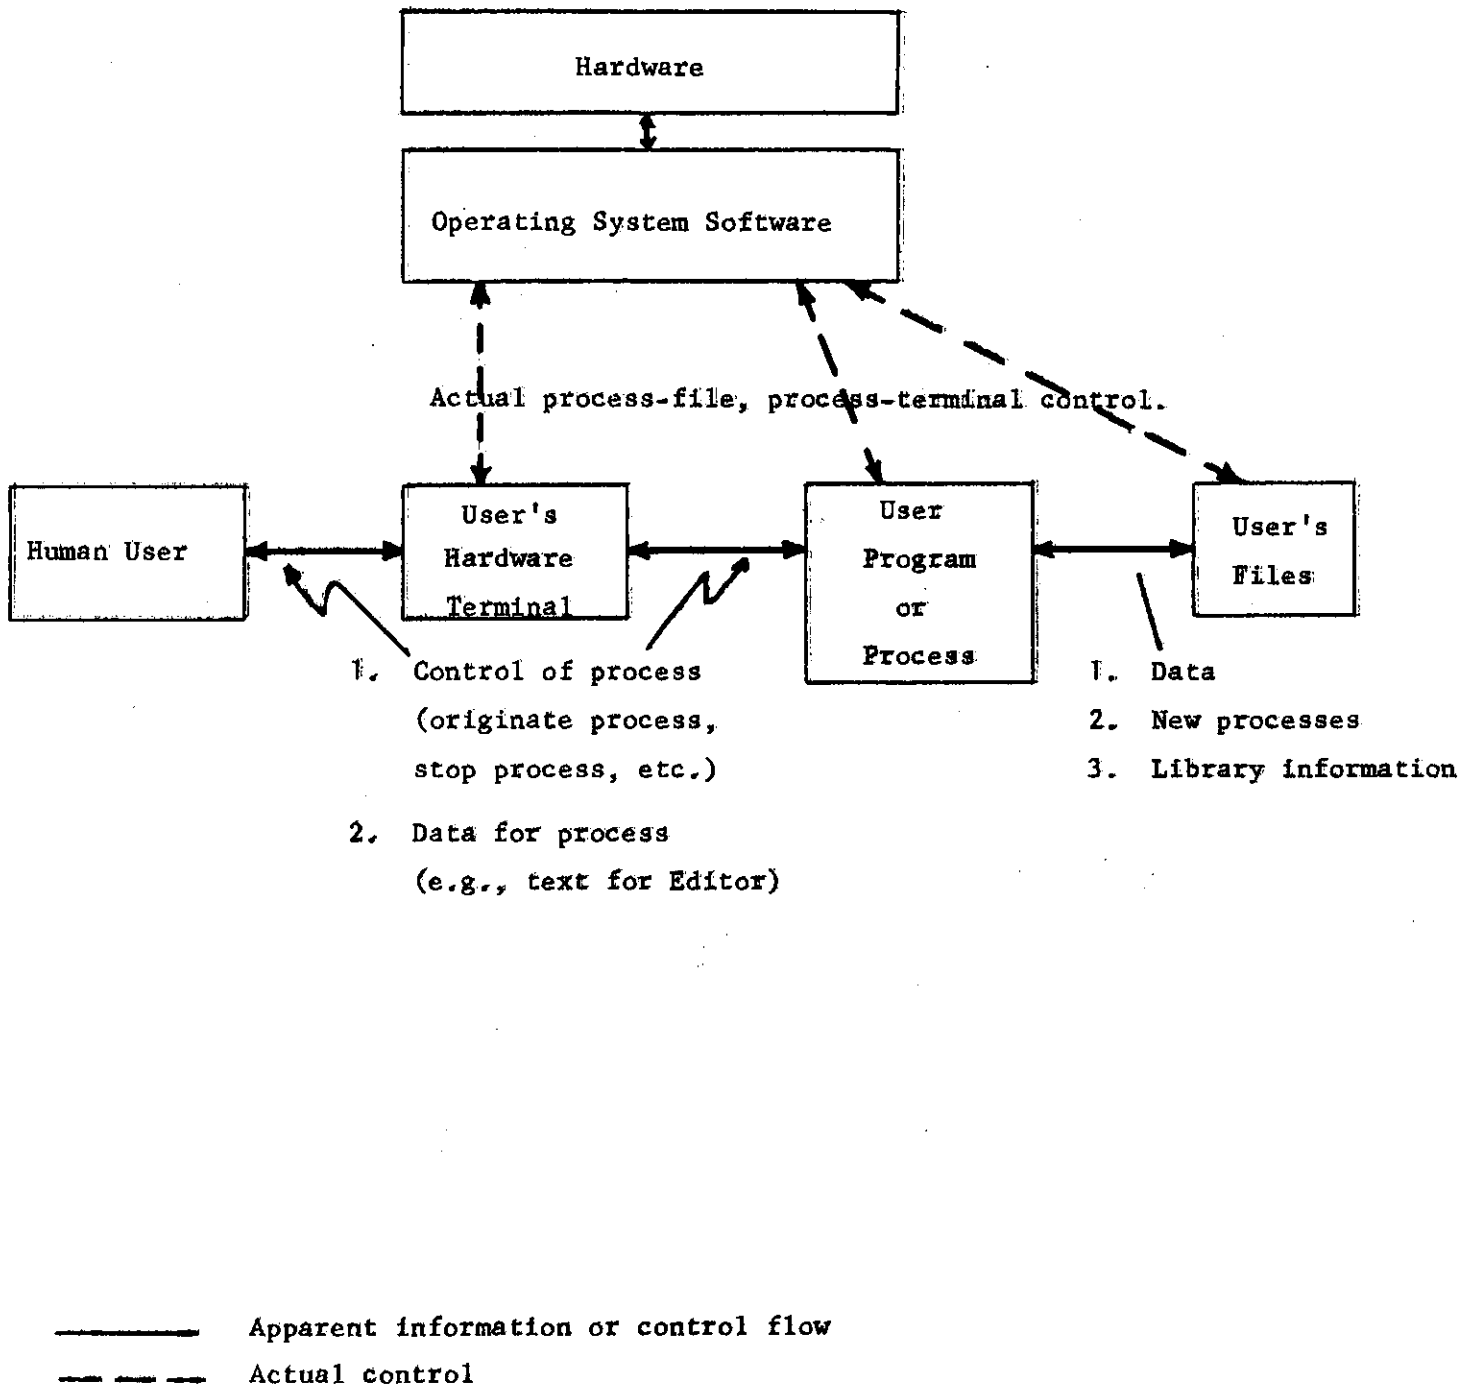 Hardware
Operating System Software
Actual process-file, process-terminal control.
Human User
User's
Hardware
Terminal
User
Program
or
Process
User's
Files
1. Control of process
(originate process,
stop process, etc.)
2. Data for process
(e.g., text for Editor)
1. Data
2. New processes
3. Library information
Apparent information or control flow
Actual control